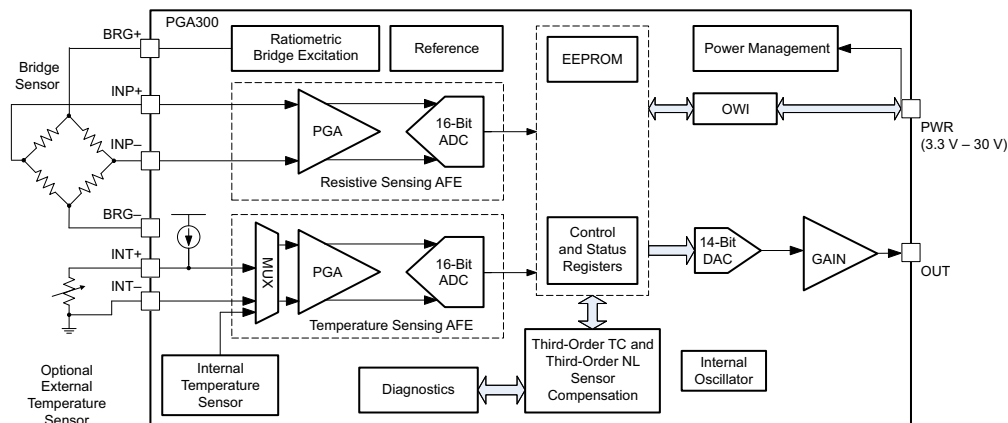 PGA300
BRG+
Bridge
Sensor
INP+
INP–
BRG–
INT+
INT–
Optional
External
Temperature
Sensor
Ratiometric
Bridge Excitation
Reference
PGA
16-Bit
ADC
Resistive Sensing AFE
MUX
PGA
16-Bit
ADC
Temperature Sensing AFE
Internal
Temperature
Sensor
EEPROM
Control
and Status
Registers
Power Management
OWI
PWR
(3.3 V – 30 V)
14-Bit
DAC
GAIN
OUT
Diagnostics
Third-Order TC and
Third-Order NL
Sensor
Compensation
Internal
Oscillator